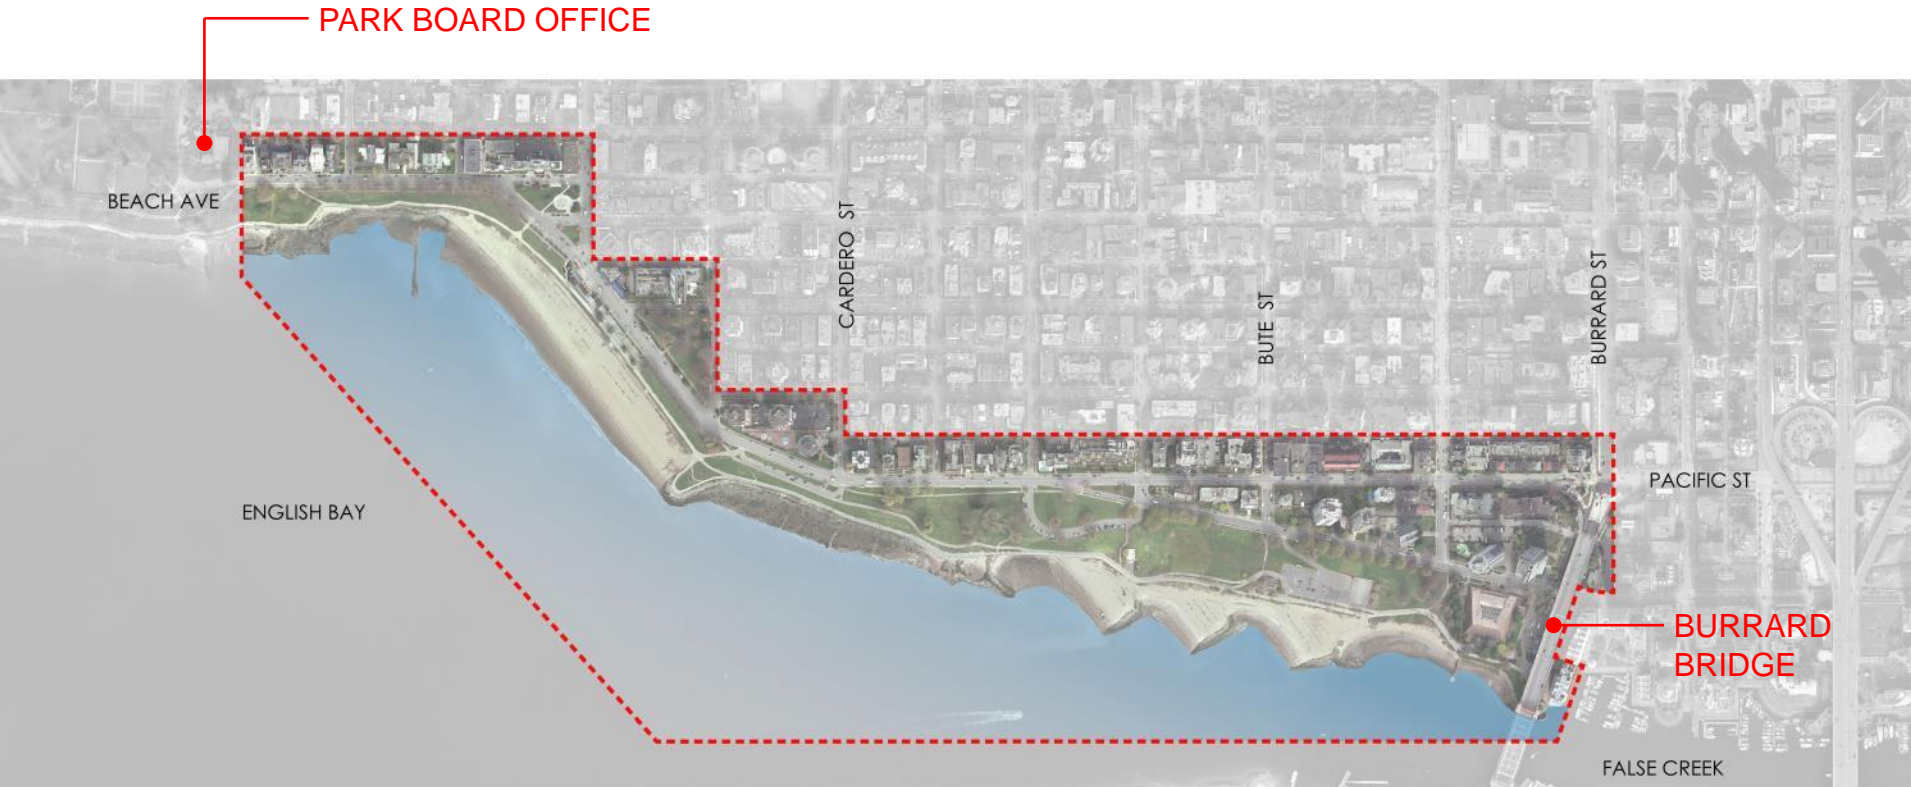 PARK BOARD OFFICE
BEACH AVE
CARDERO ST
BUTE ST
BURRARD ST
PACIFIC ST
ENGLISH BAY
BURRARD
BRIDGE
FALSE CREEK